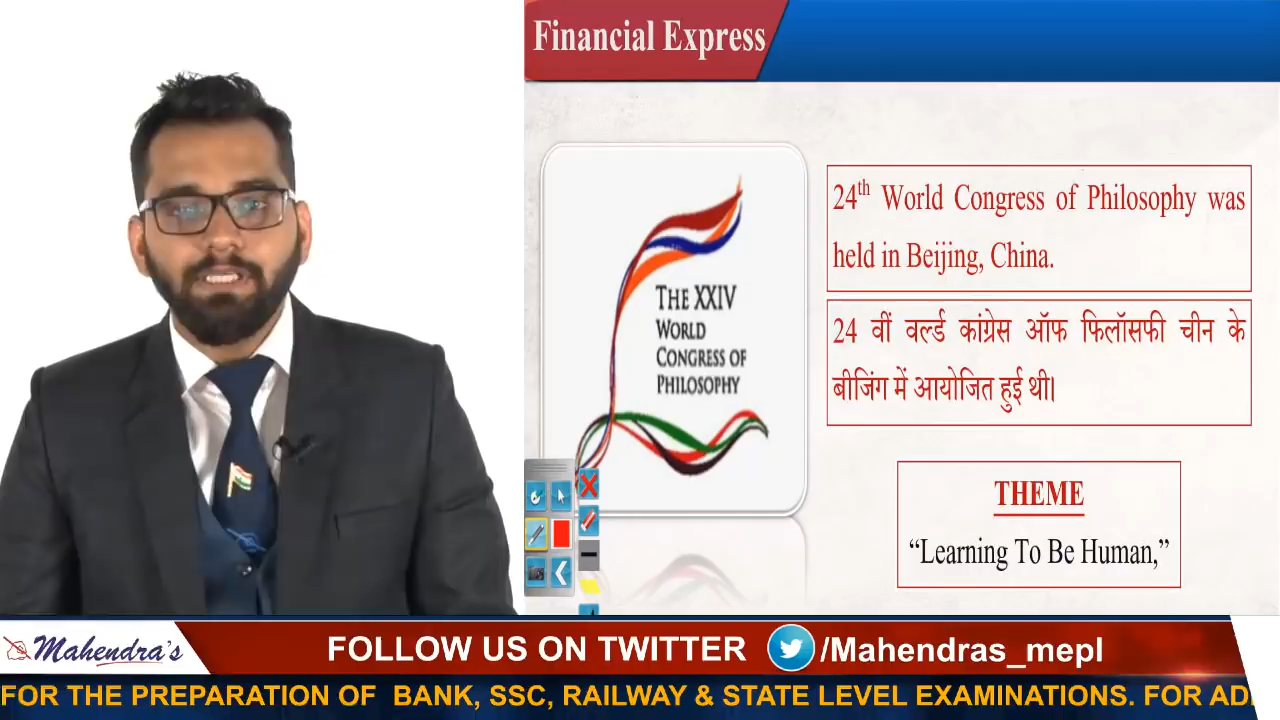 Financial Express
THE XXIV
WORLD
CONGRESS OF
PHILOSOPHY
24th World Congress of Philosophy was
held in Beijing, China.
24 वीं वर्ल्ड कांग्रेस ऑफ फिलॉसफी चीन के
बीजिंग में आयोजित हुई थी।
THEME
“Learning To Be Human,”
Mahendra's
FOLLOW US ON TWITTER /Mahendras_mepl
FOR THE PREPARATION OF BANK, SSC, RAILWAY & STATE LEVEL EXAMINATIONS. FOR